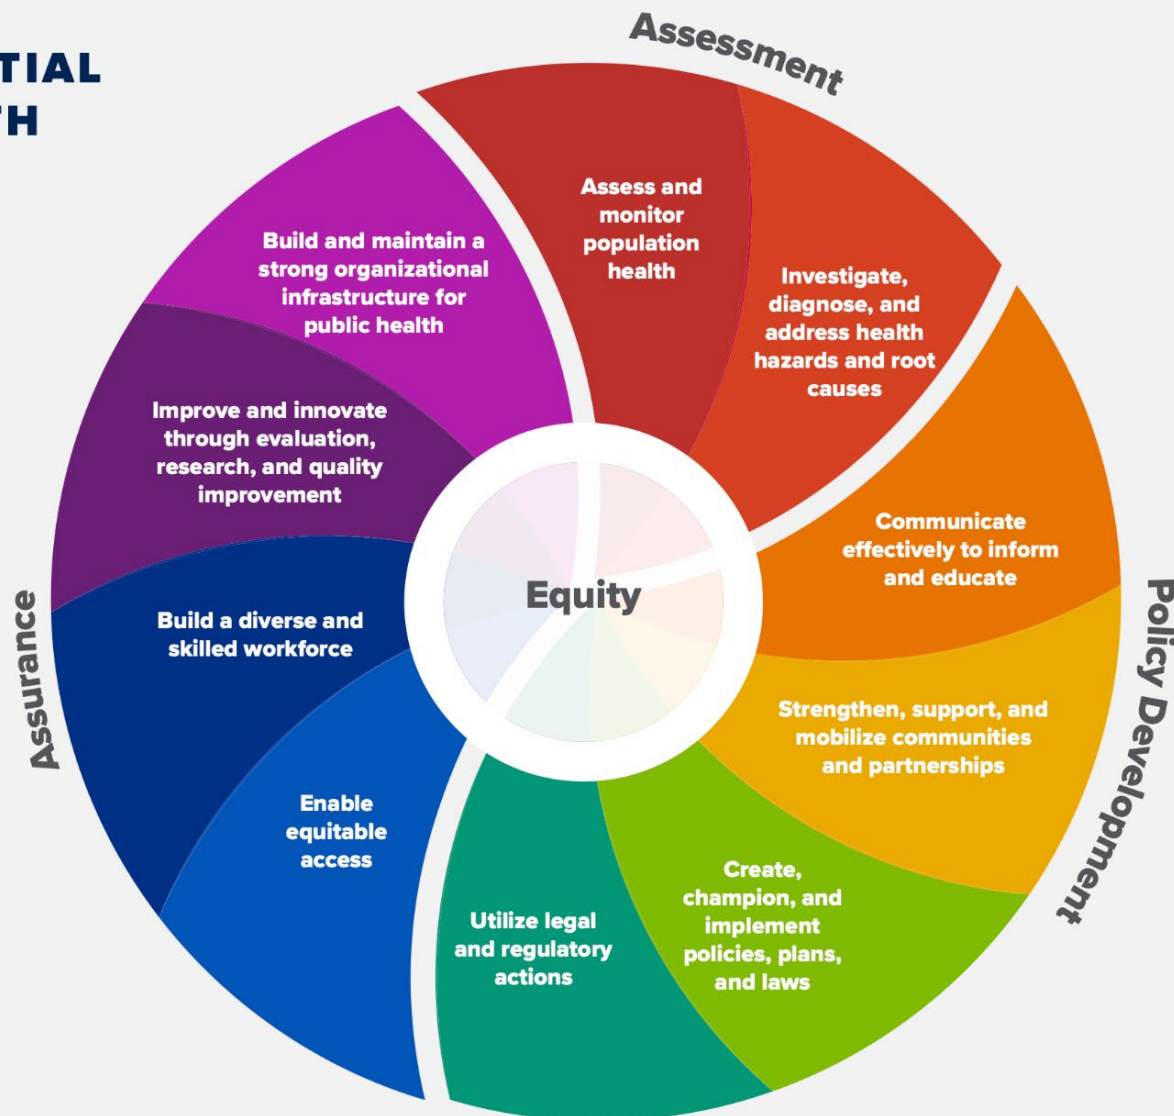 TIAL
TH
Assessment
Assess and
monitor
population
health
Investigate,
diagnose, and
address health
hazards and root
causes
Communicate
effectively to inform
and educate
Strengthen, support, and
mobilize communities
and partnerships
Policy Development
Create,
champion, and
implement
policies, plans,
and laws
Utilize legal
and regulatory
actions
Enable
equitable
access
Build a diverse and
skilled workforce
Assurance
Improve and innovate
through evaluation,
research, and quality
improvement
Build and maintain a
strong organizational
infrastructure for
public health
Equity